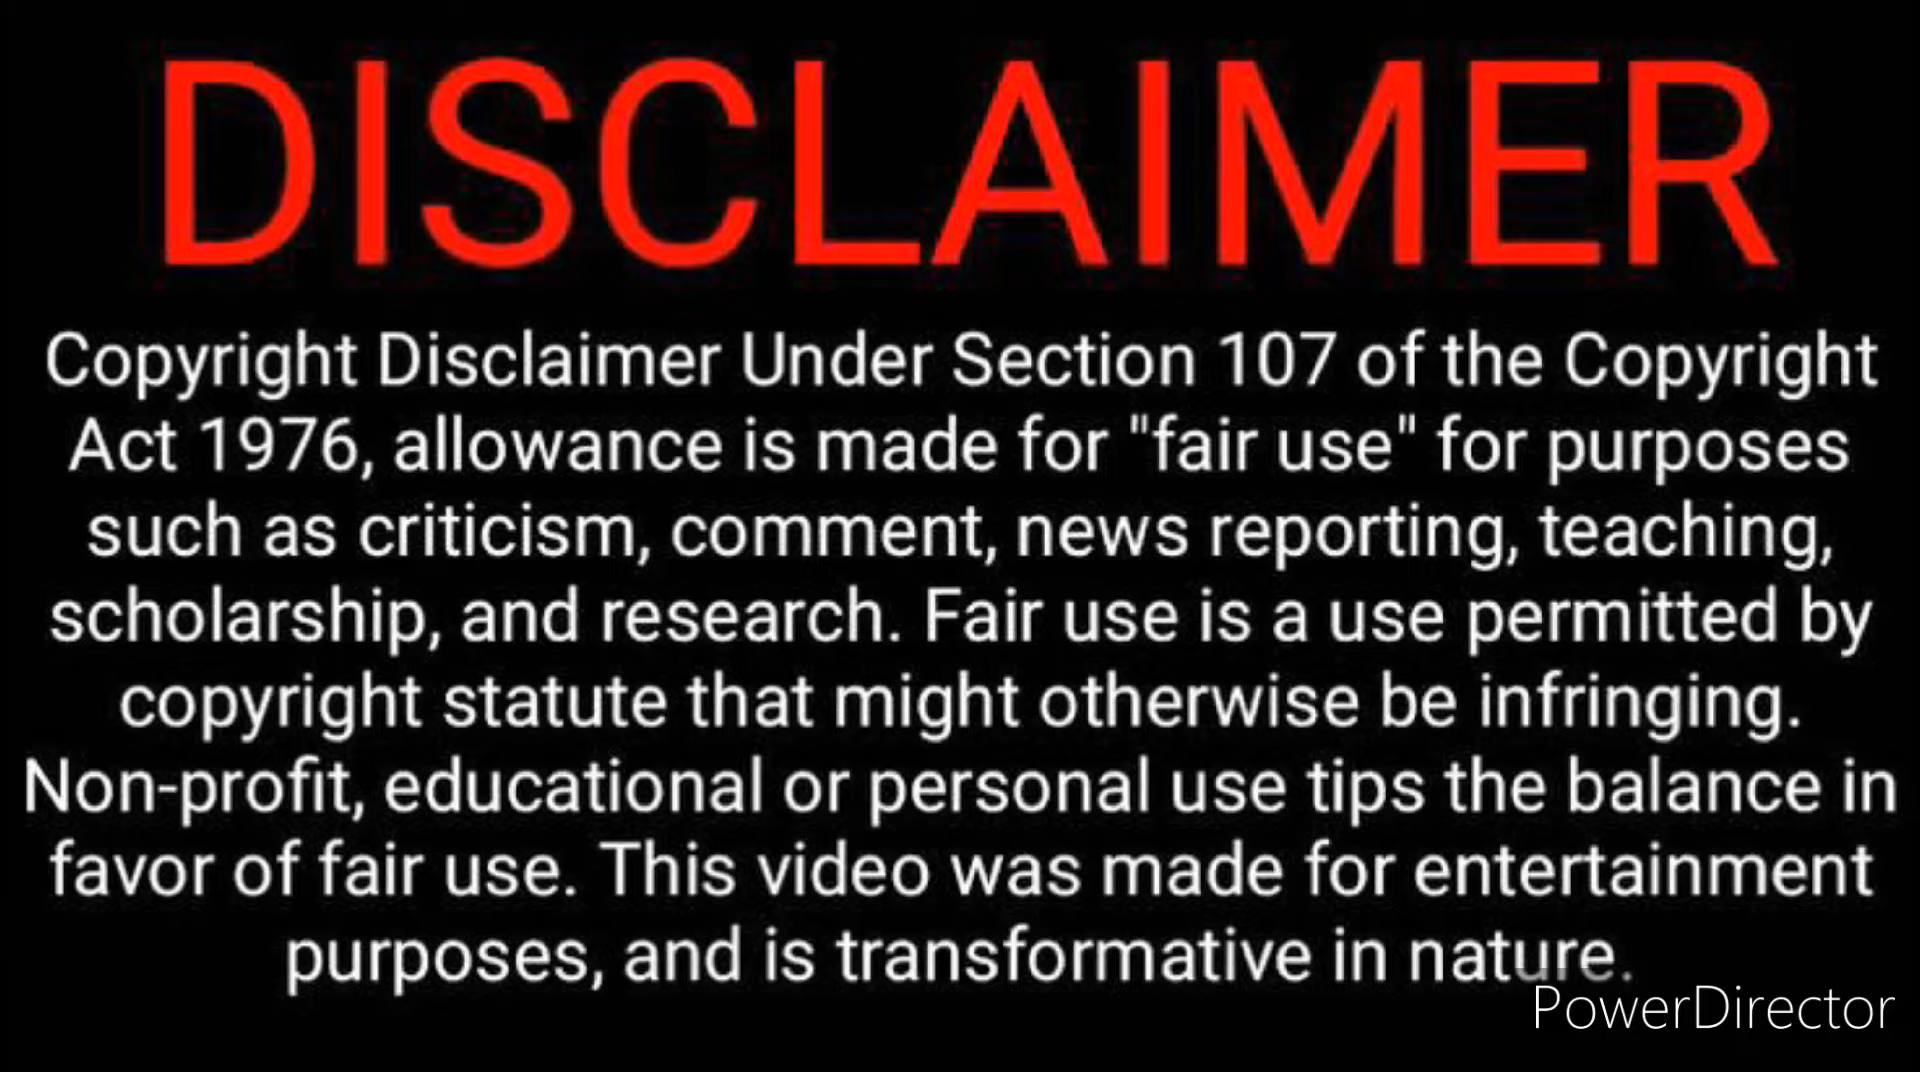 DISCLAIMER
Copyright Disclaimer Under Section 107 of the Copyright
Act 1976, allowance is made for "fair use" for purposes
such as criticism, comment, news reporting, teaching,
scholarship, and research. Fair use is a use permitted by
copyright statute that might otherwise be infringing.
Non-profit, educational or personal use tips the balance in
favor of fair use. This video was made for entertainment
purposes, and is transformative in nature.
PowerDirector